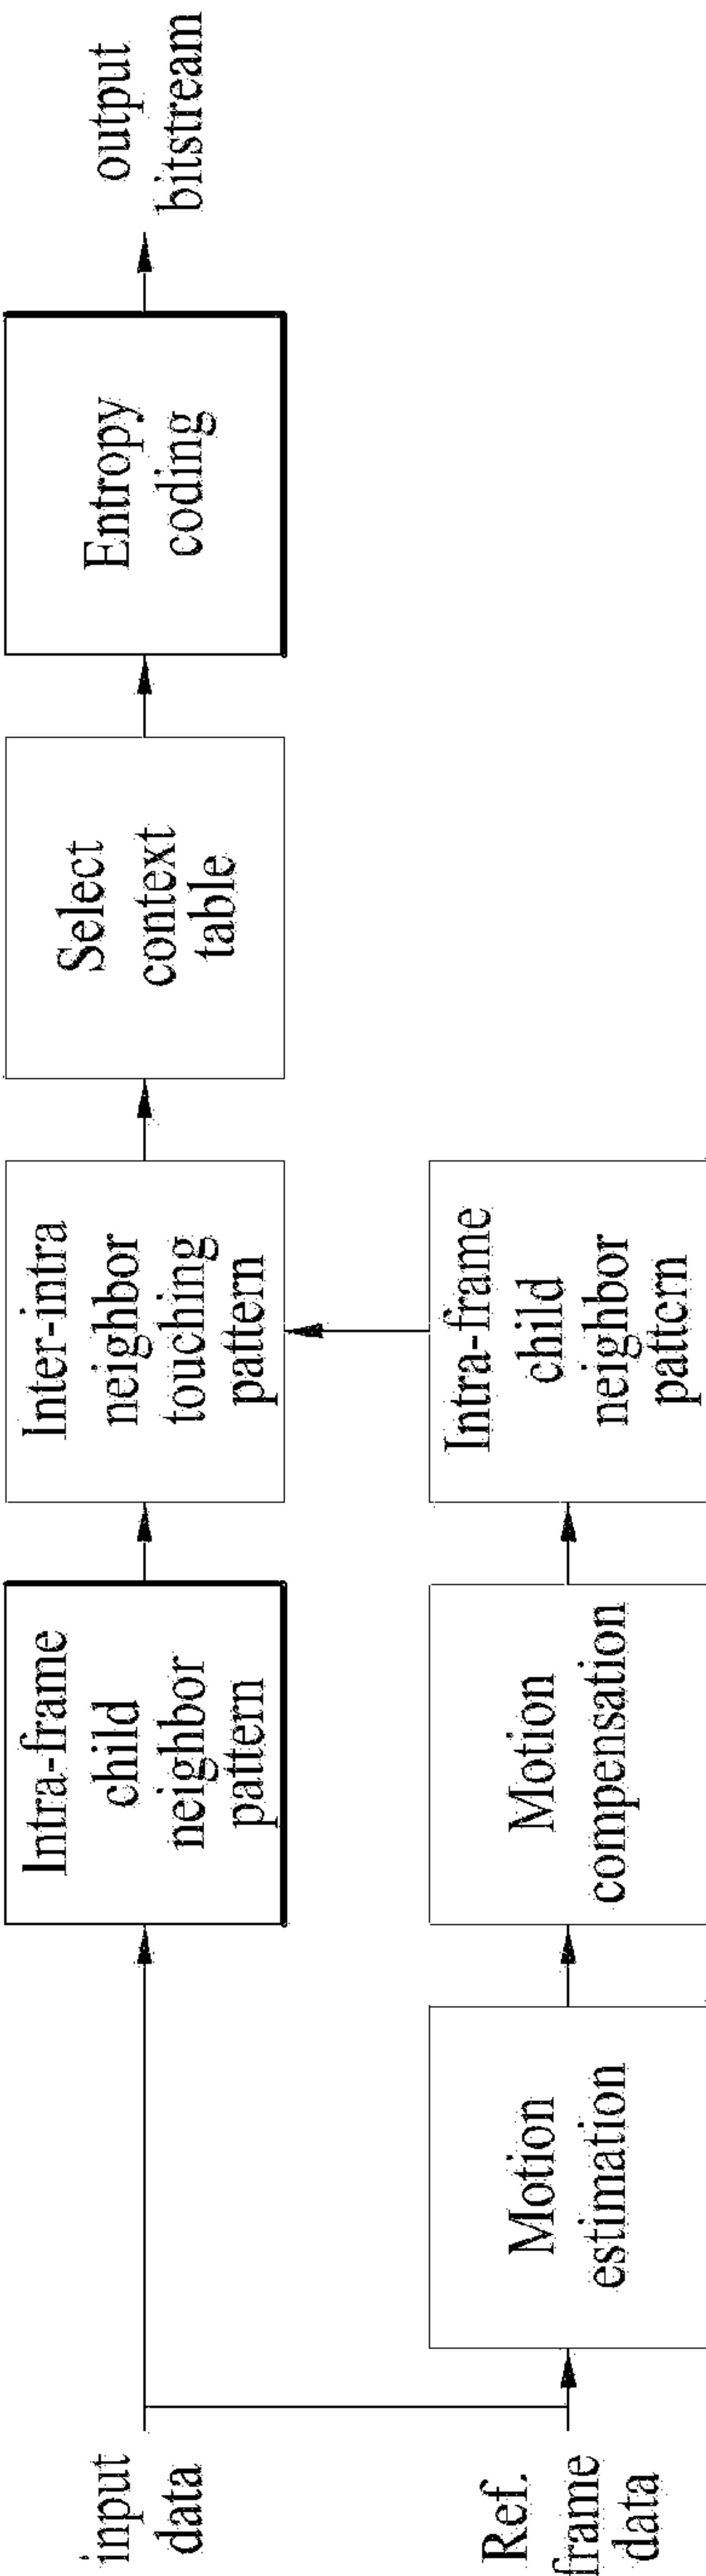 input
data
Intra-frame
child
neighbor
pattern
Inter-intra
neighbor
touching
pattern
Select
context
table
Entropy
coding
output
bitstream
Ref.
frame
data
Motion
estimation
Motion
compensation
Intra-frame
child
neighbor
pattern